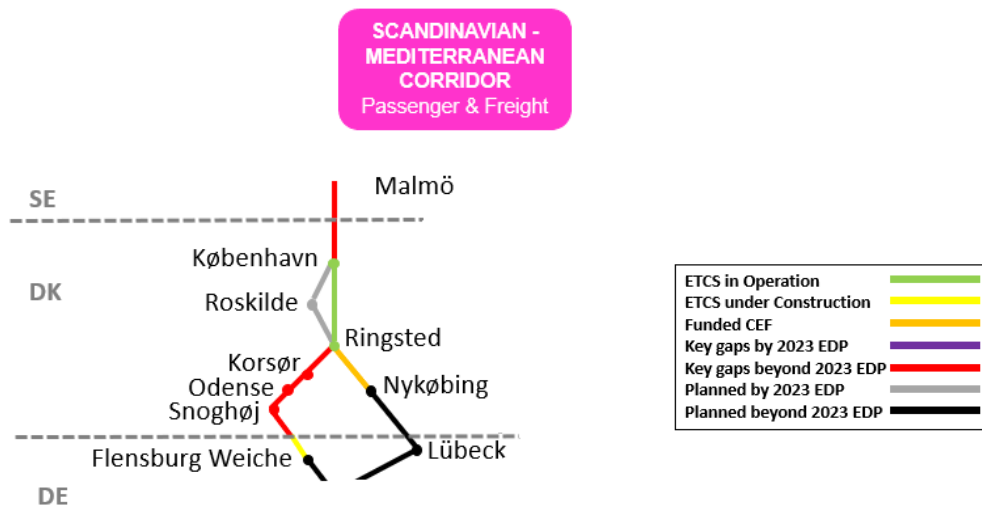 SCANDINAVIAN -
MEDITERRANEAN
CORRIDOR
Passenger & Freight
Malmö
SE
København
DK
Roskilde
Ringsted
Korsør
Odense
Nykøbing
Snoghøj
Flensburg Weiche
Lübeck
DE
ETCS in Operation
ETCS under Construction
Funded CEF
Key gaps by 2023 EDP
Key gaps beyond 2023 EDP
Planned by 2023 EDP
Planned beyond 2023 EDP